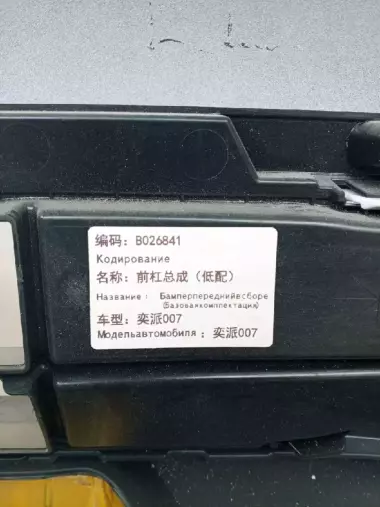 编码：B026841
Кодирование
名称：前杠总成（低配）
Название： Бамперпереднийвсборе
(Базоваякомплектация)
车型：奕派007
Модельавтомобиля：奕派007